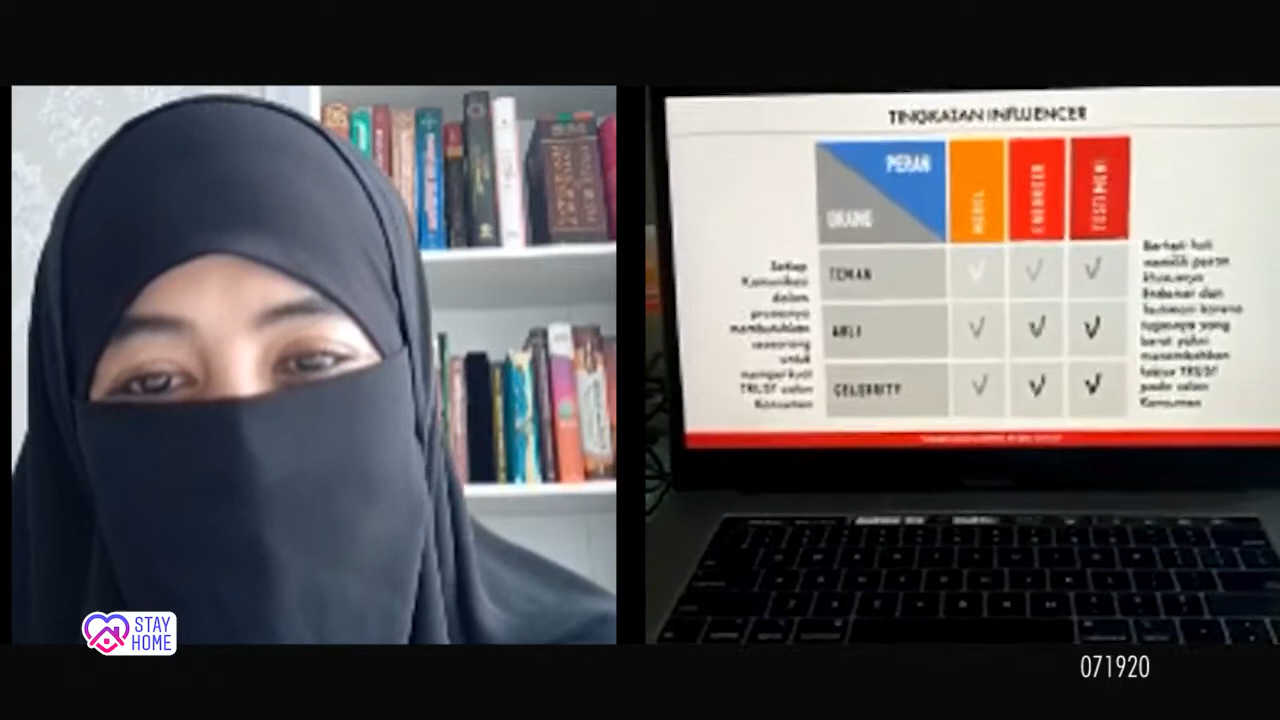 TINGKATAN INFLUENCER
PERAN
ORANG
MODEL
ENDORSER
TESTIMONI
TEMAN
AHLI
CELEBRITY
Setiap
Komunikasi
dalam
prosesnya
membutuhkan
seseorang
untuk
memperkuat
TRUST calon
Konsumen
Berhati hati
memilih peran
khususnya
Endorser dan
Testimoni karena
tugasnya yang
berat yakni
menambahkan
faktor TRUST
pada calon
Konsumen
STAY
HOME
071920